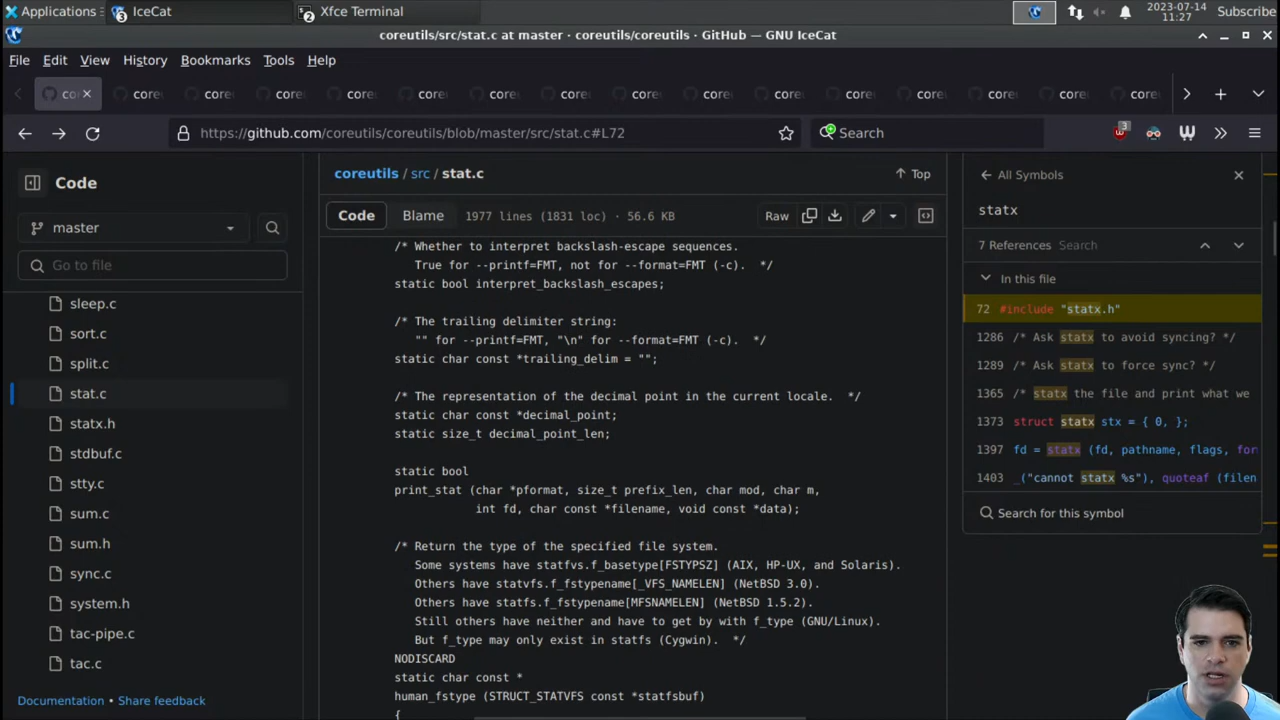 Applications
IceCat
Xfce Terminal
2023-07-14
11:27
Subscribe
coreutils/src/stat.c at master · coreutils/coreutils · GitHub — GNU IceCat
File Edit View History Bookmarks Tools Help
https://github.com/coreutils/coreutils/blob/master/src/stat.c#L72
Search
Code
master
Go to file
sleep.c
sort.c
split.c
stat.c
statx.h
stdbuf.c
stty.c
sum.c
sum.h
sync.c
system.h
tac-pipe.c
tac.c
Documentation · Share feedback
coreutils / src / stat.c
Top
Code Blame 1977 lines (1831 loc) · 56.6 KB
Raw
/* Whether to interpret backslash-escape sequences.
True for --printf=FMT, not for --format=FMT (-c). */
static bool interpret_backslash_escapes;
/* The trailing delimiter string:
"" for --printf=FMT, "\n" for --format=FMT (-c). */
static char const *trailing_delim = "";
/* The representation of the decimal point in the current locale. */
static char const *decimal_point;
static size_t decimal_point_len;
static bool
print_stat (char *pformat, size_t prefix_len, char mod, char m,
int fd, char const *filename, void const *data);
/* Return the type of the specified file system.
Some systems have statfvs.f_basetype[FSTYPSZ] (AIX, HP-UX, and Solaris).
Others have statvfs.f_fstypename[_VFS_NAMELEN] (NetBSD 3.0).
Others have statfs.f_fstypename[MFSNAMELEN] (NetBSD 1.5.2).
Still others have neither and have to get by with f_type (GNU/Linux).
But f_type may only exist in statfs (Cygwin). */
NODISCARD
static char const *
human_fstype (STRUCT_STATVFS const *statfsbuf)
{
All Symbols
statx
7 References Search
In this file
72 #include "statx.h"
1286 /* Ask statx to avoid syncing? */
1289 /* Ask statx to force sync? */
1365 /* statx the file and print what we
1373 struct statx stx = { 0, };
1397 fd = statx (fd, pathname, flags, for
1403 _("cannot statx %s"), quoteaf (filen
Search for this symbol